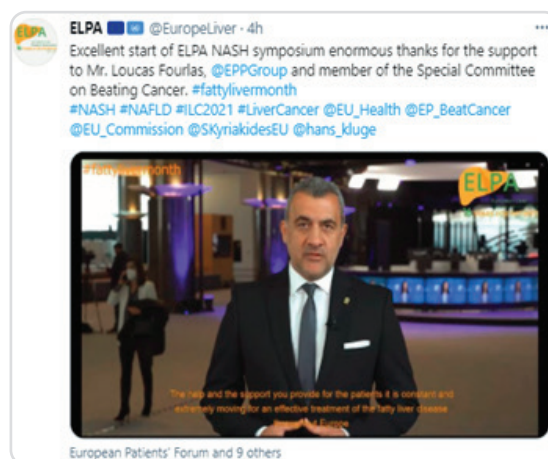 ELPA
ELPA @EuropeLiver · 4h
Excellent start of ELPA NASH symposium enormous thanks for the support
to Mr. Loucas Fourlas, @EPPGroup and member of the Special Committee
on Beating Cancer. #fattylivermonth
#NASH #NAFLD #ILC2021 #LiverCancer @EU_Health @EP_BeatCancer
@EU_Commission @SKyriakidesEU @hans_kluge
#fattylivermonth
ELPA
The help and the support you provide for the patients it is constant and
extremely moving for an effective treatment of the fatty liver disease
Europe
European Patients' Forum and 9 others